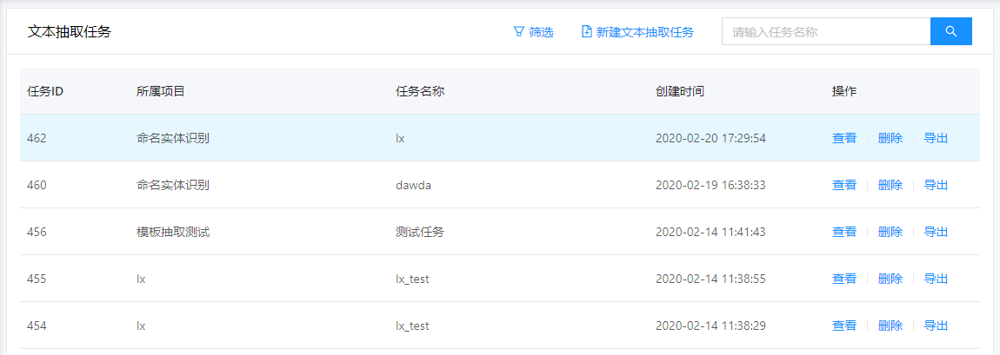 文本抽取任务 筛选 新建文本抽取任务 请输入任务名称
任务ID 所属项目 任务名称 创建时间 操作
462 命名实体识别 lx 2020-02-20 17:29:54 查看 删除 导出
460 命名实体识别 dawda 2020-02-19 16:38:33 查看 删除 导出
456 模板抽取测试 测试任务 2020-02-14 11:41:43 查看 删除 导出
455 lx lx_test 2020-02-14 11:38:55 查看 删除 导出
454 lx lx_test 2020-02-14 11:38:29 查看 删除 导出